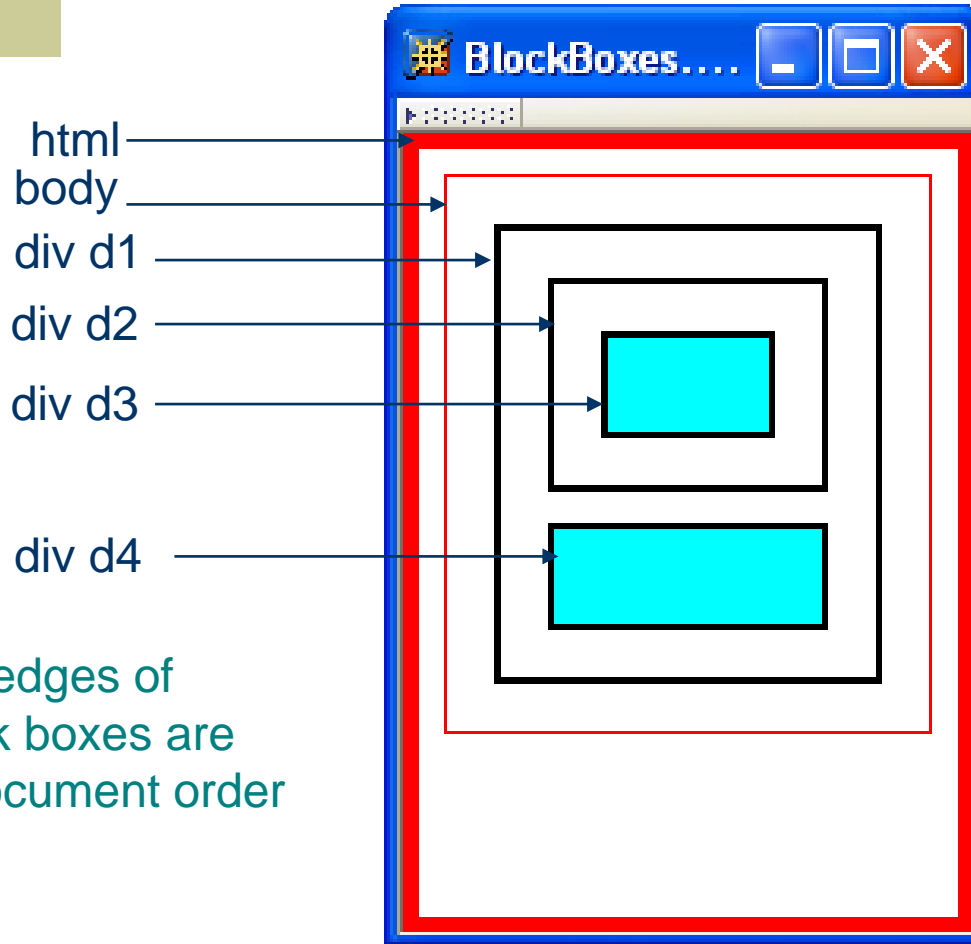 BlockBoxes....
html
body
div d1
div d2
div d3
div d4
edges of
k boxes are
ocument order